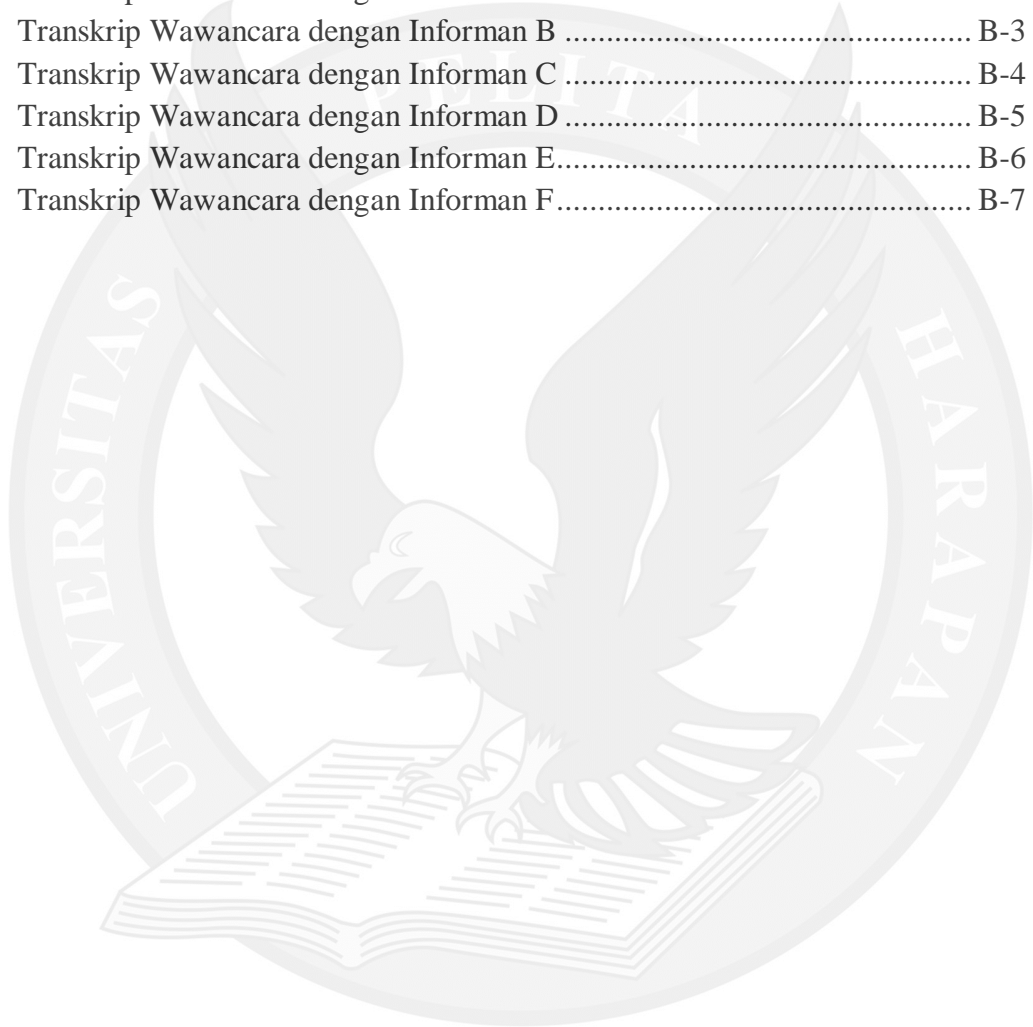 Transkrip Wawancara dengan Informan B ................................................ B-3
Transkrip Wawancara dengan Informan C ................................................ B-4
Transkrip Wawancara dengan Informan D ................................................ B-5
Transkrip Wawancara dengan Informan E ................................................. B-6
Transkrip Wawancara dengan Informan F ................................................. B-7
UNIVERSITAS PELITA HARAPAN